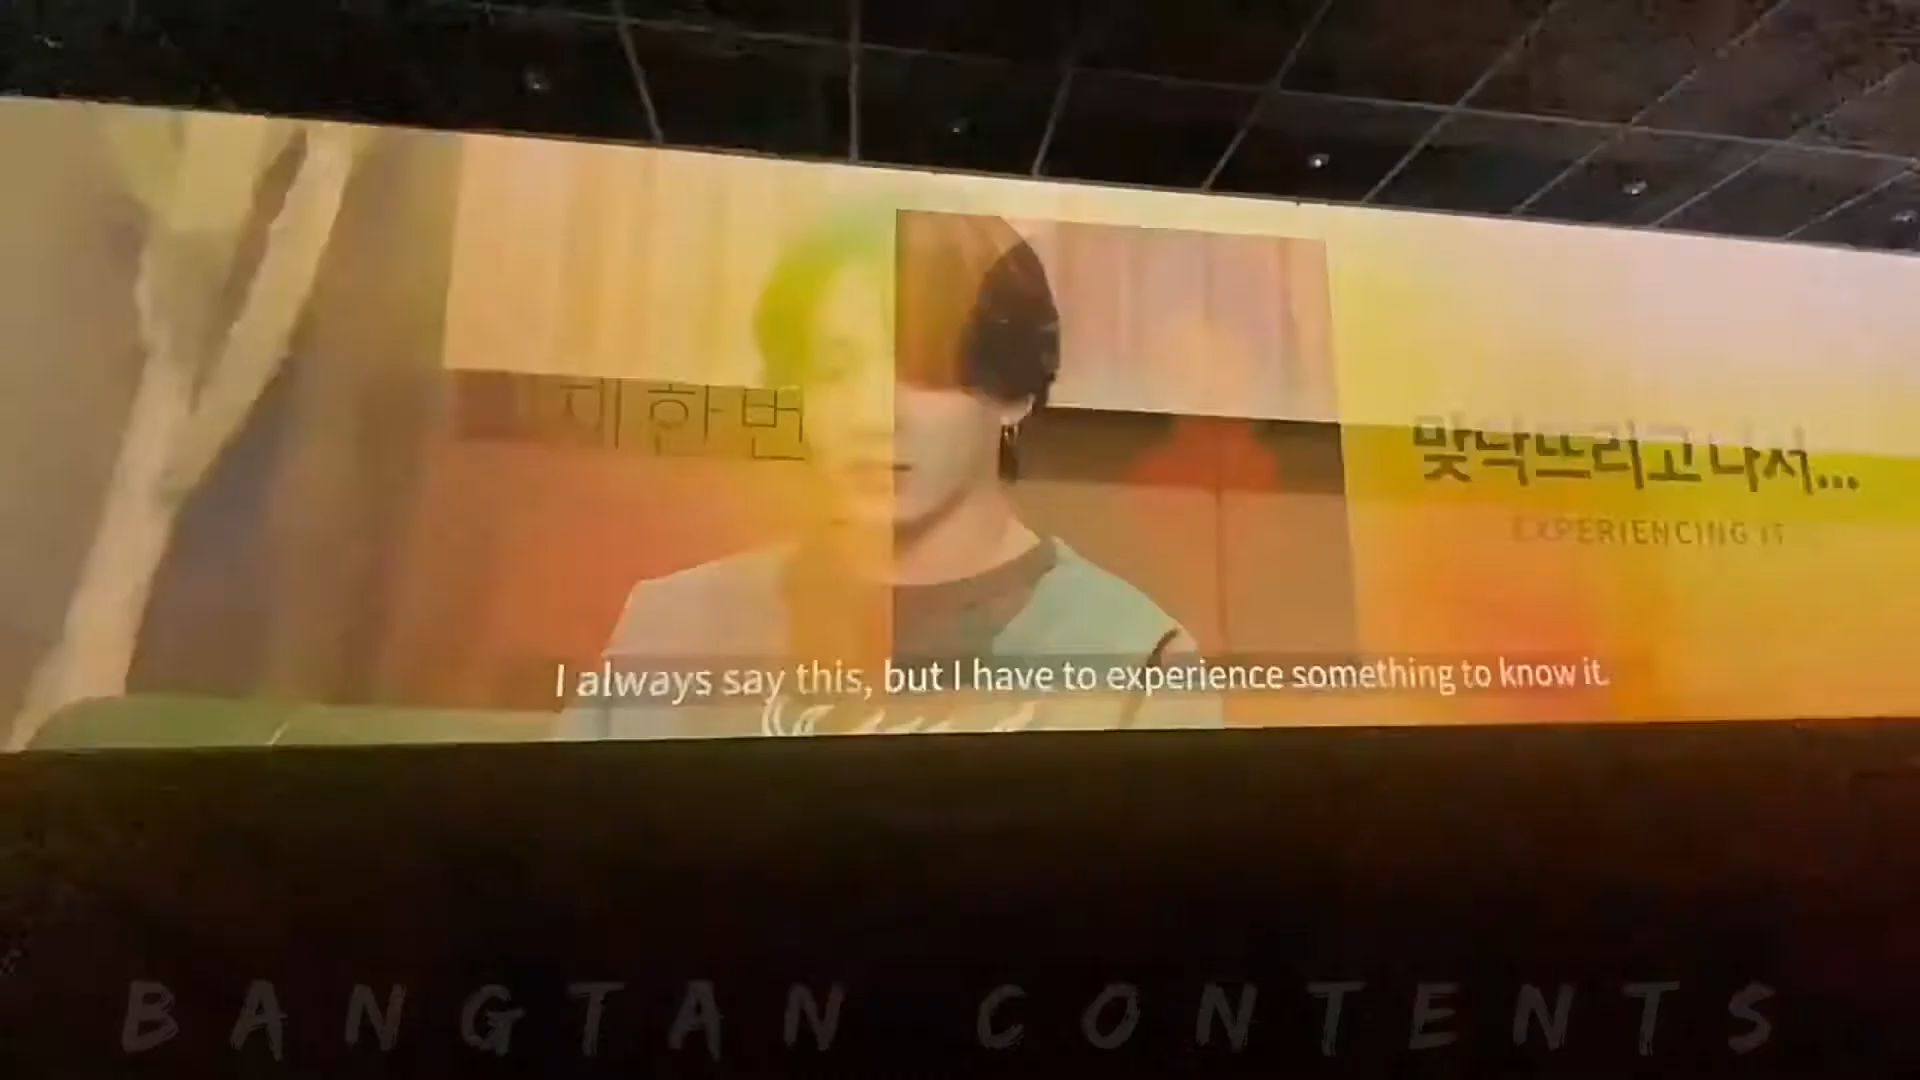 한번
맞닥뜨리고 나서...
EXPERIENCING IT
I always say this, but I have to experience something to know it.
BANGTAN CONTENTS